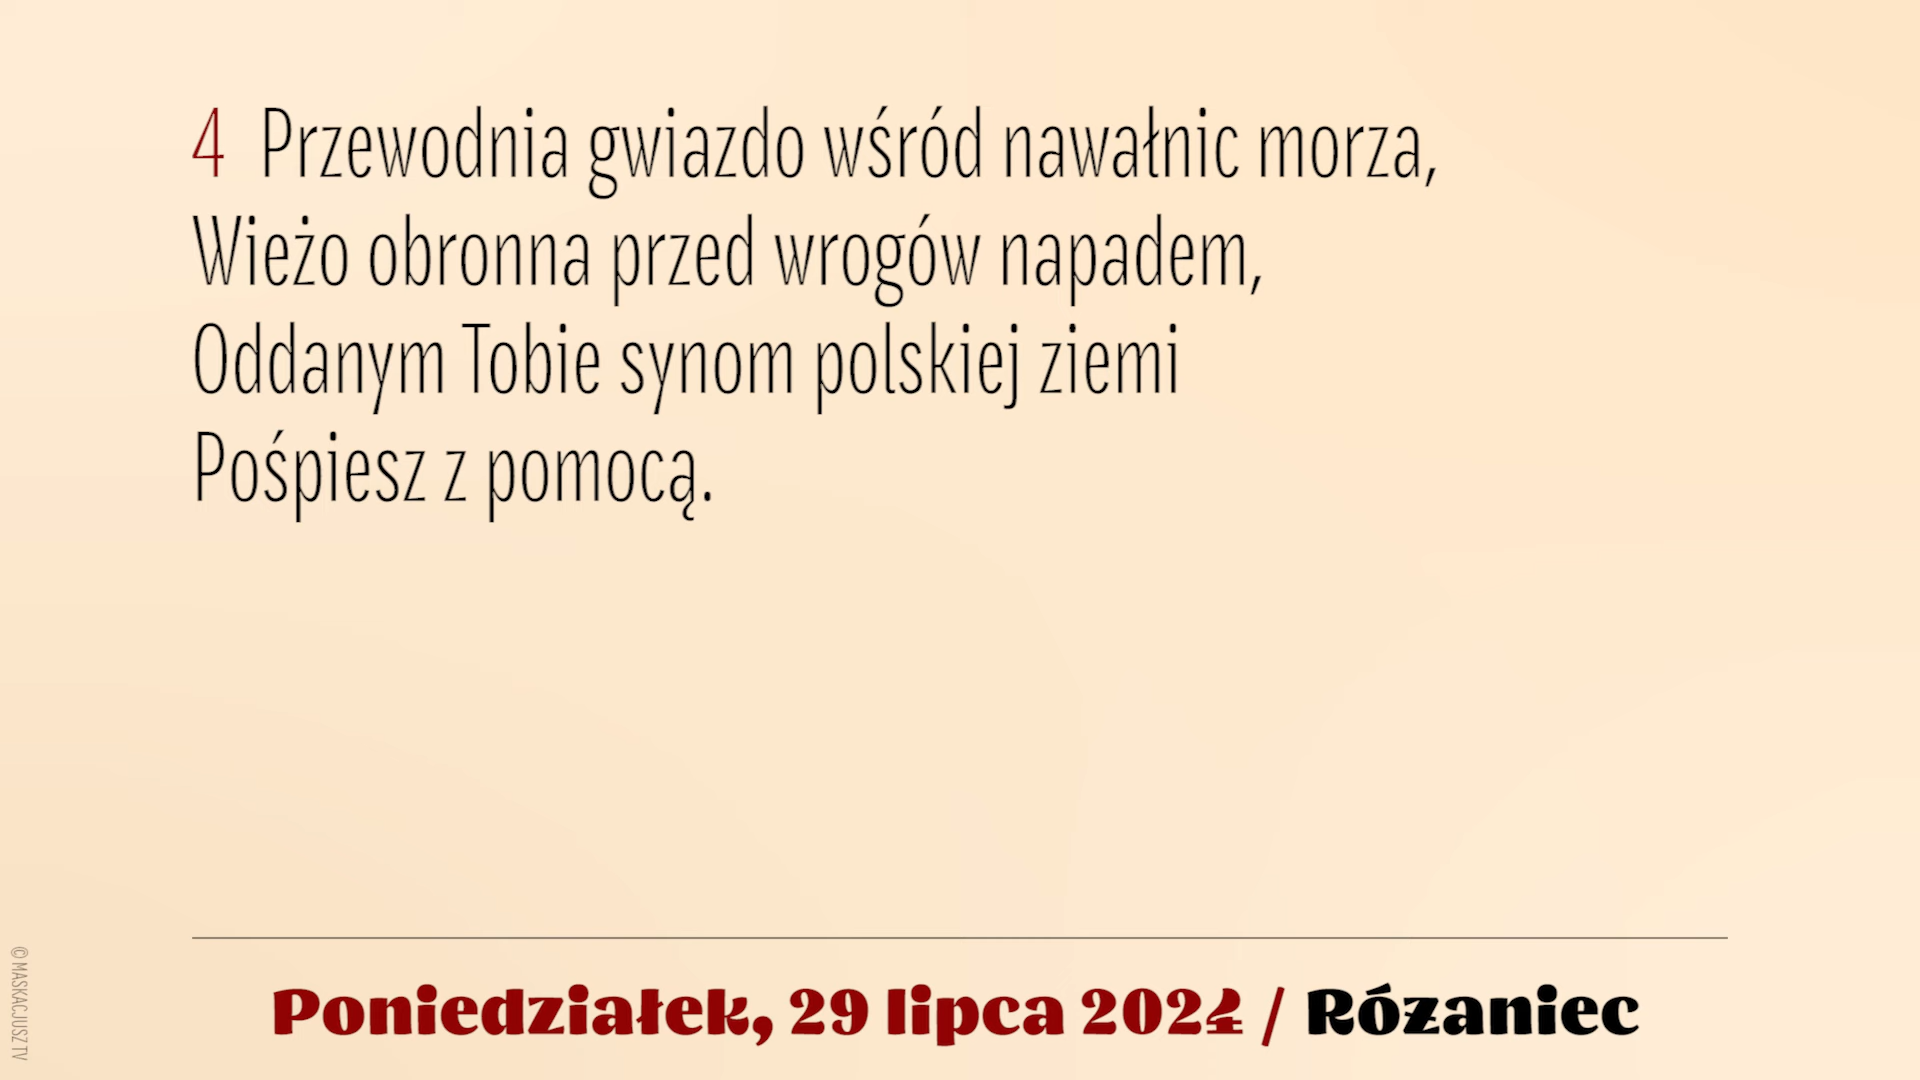 4 Przewodnia gwiazdo wśród nawałnic morza,
Wieżo obronna przed wrogów napadem,
Oddanym Tobie synom polskiej ziemi
Pośpiesz z pomocą.
Poniedziałek, 29 lipca 2024 / Różaniec
© MASKACJUSZ TV